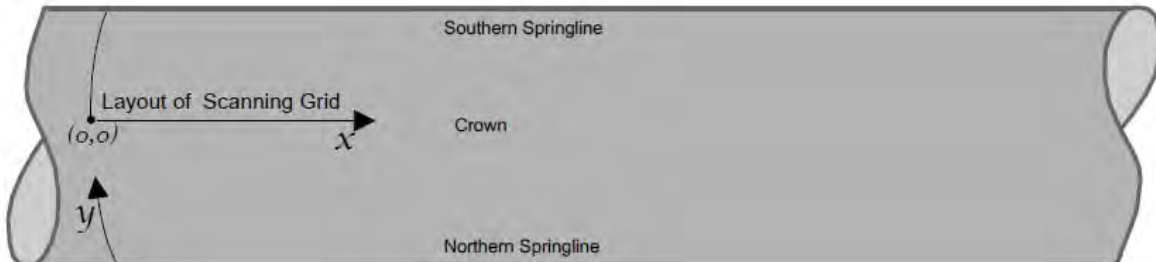 Southern Springline
Layout of Scanning Grid
(o,o)
x
Crown
y
Northern Springline